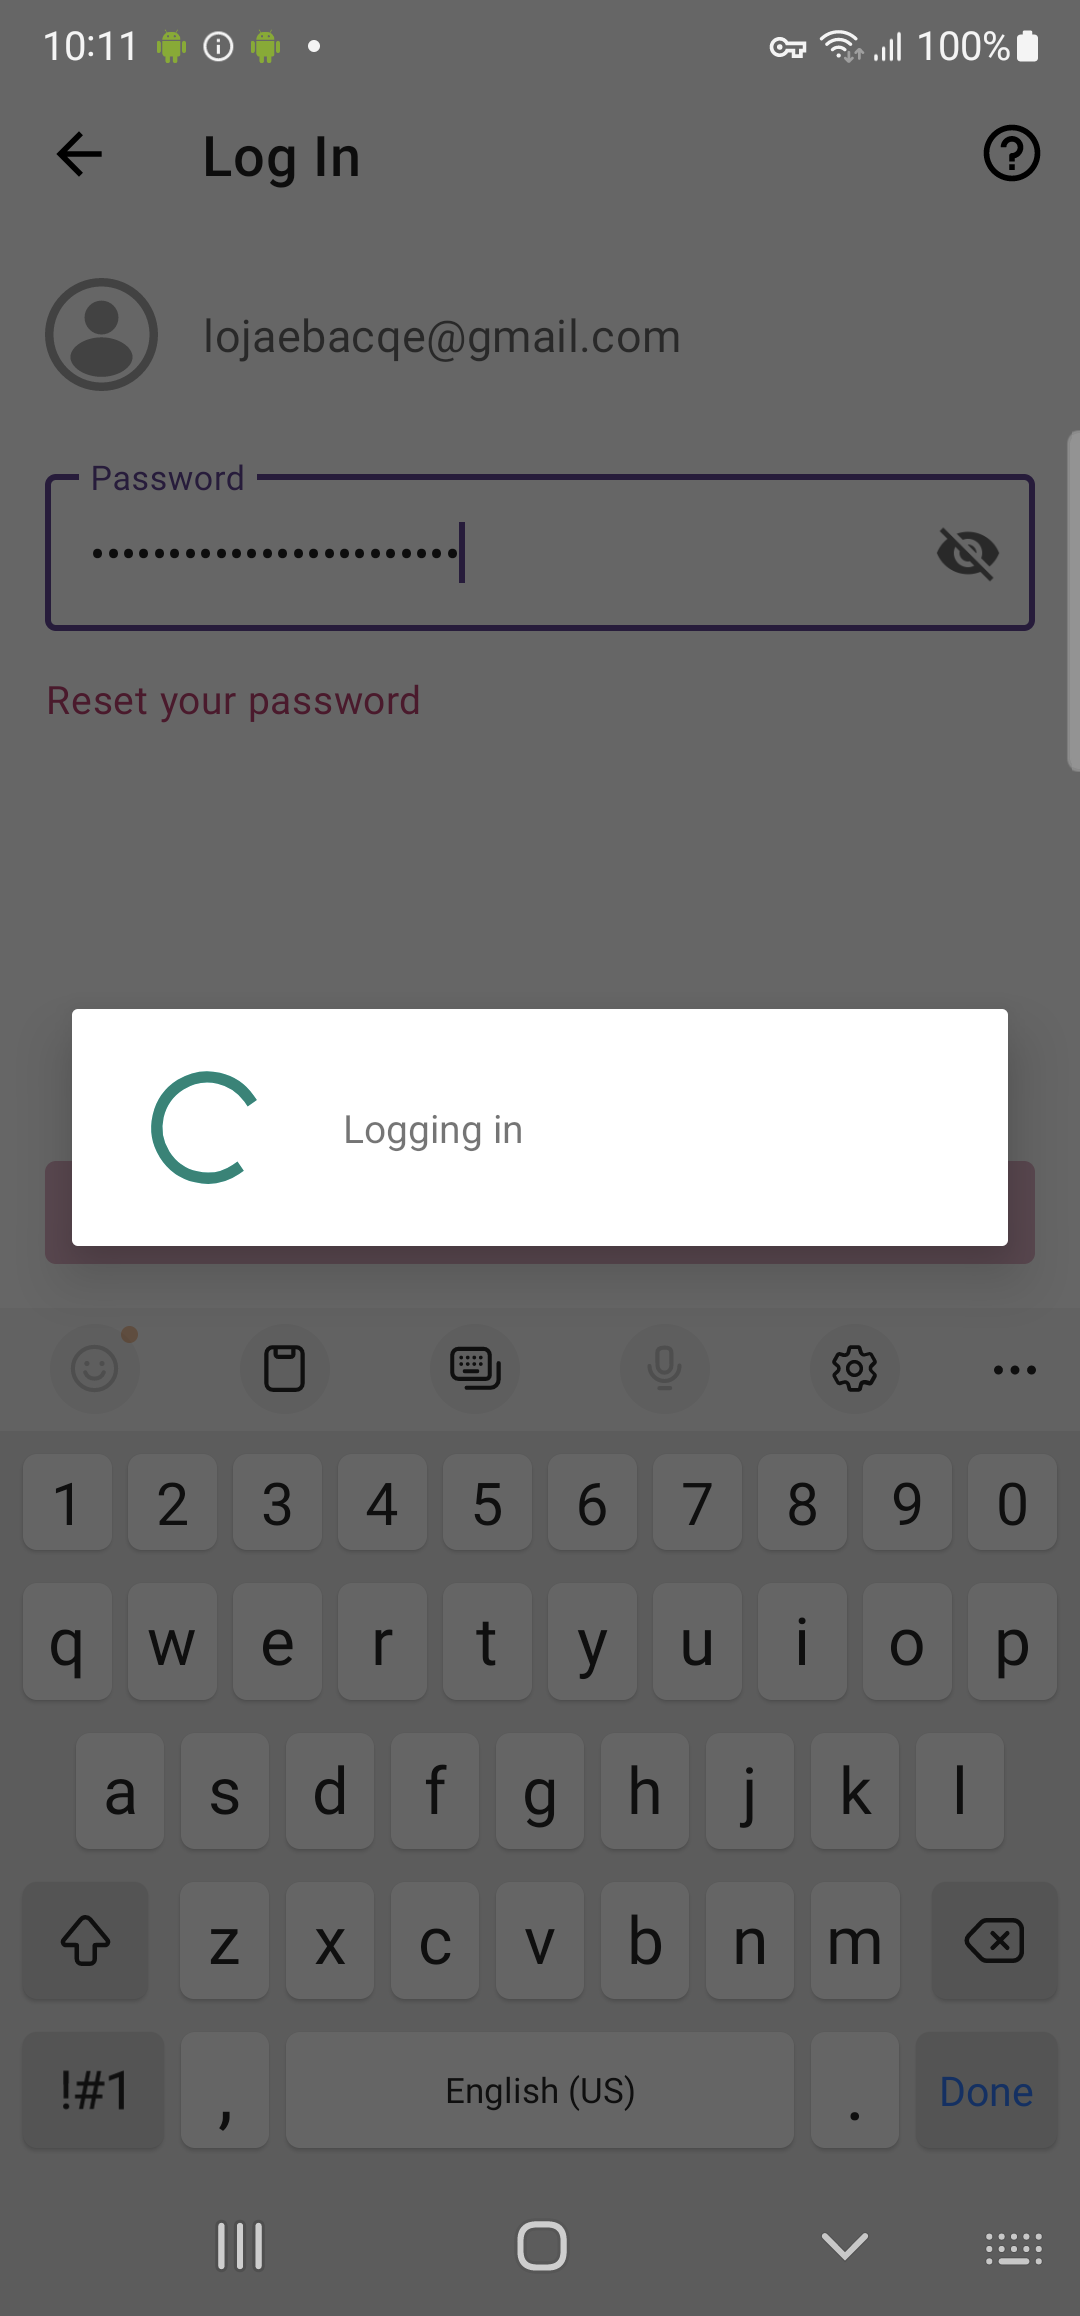 10:11
100%
Log In
lojaebacqe@gmail.com
Password
••••••••••••••••••••••••
Reset your password
Logging in
1 2 3 4 5 6 7 8 9 0
q w e r t y u i o p
a s d f g h j k l
z x c v b n m
!#1 , English (US) . Done